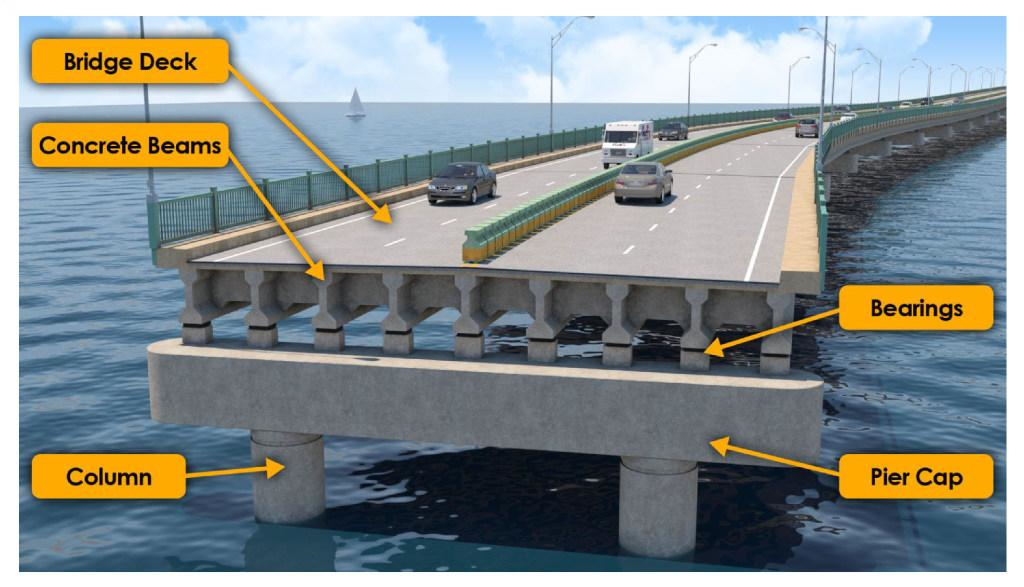 Bridge Deck
Concrete Beams
Bearings
Column
Pier Cap